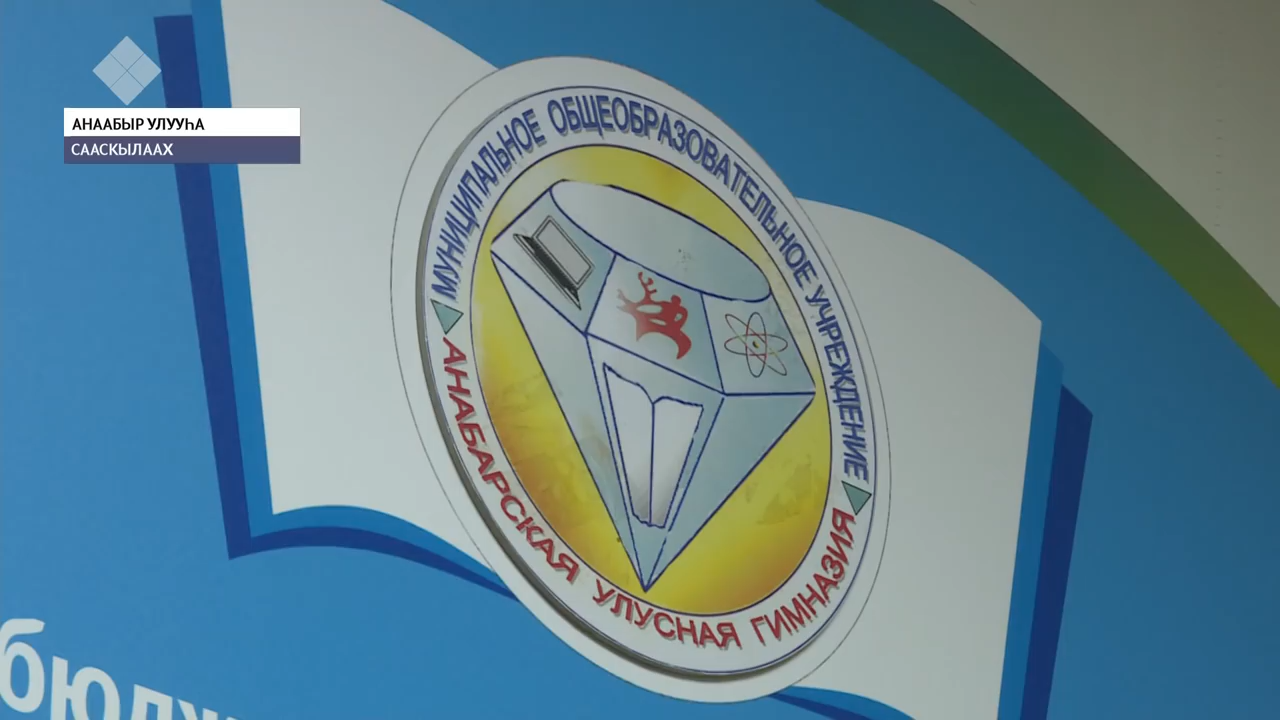 АНААБЫР УЛУУҺА
СААСКЫЛААХ
МУНИЦИПАЛЬНОЕ ОБЩЕОБРАЗОВАТЕЛЬНОЕ УЧРЕЖДЕНИЕ
АНАБАРСКАЯ УЛУСНАЯ ГИМНАЗИЯ